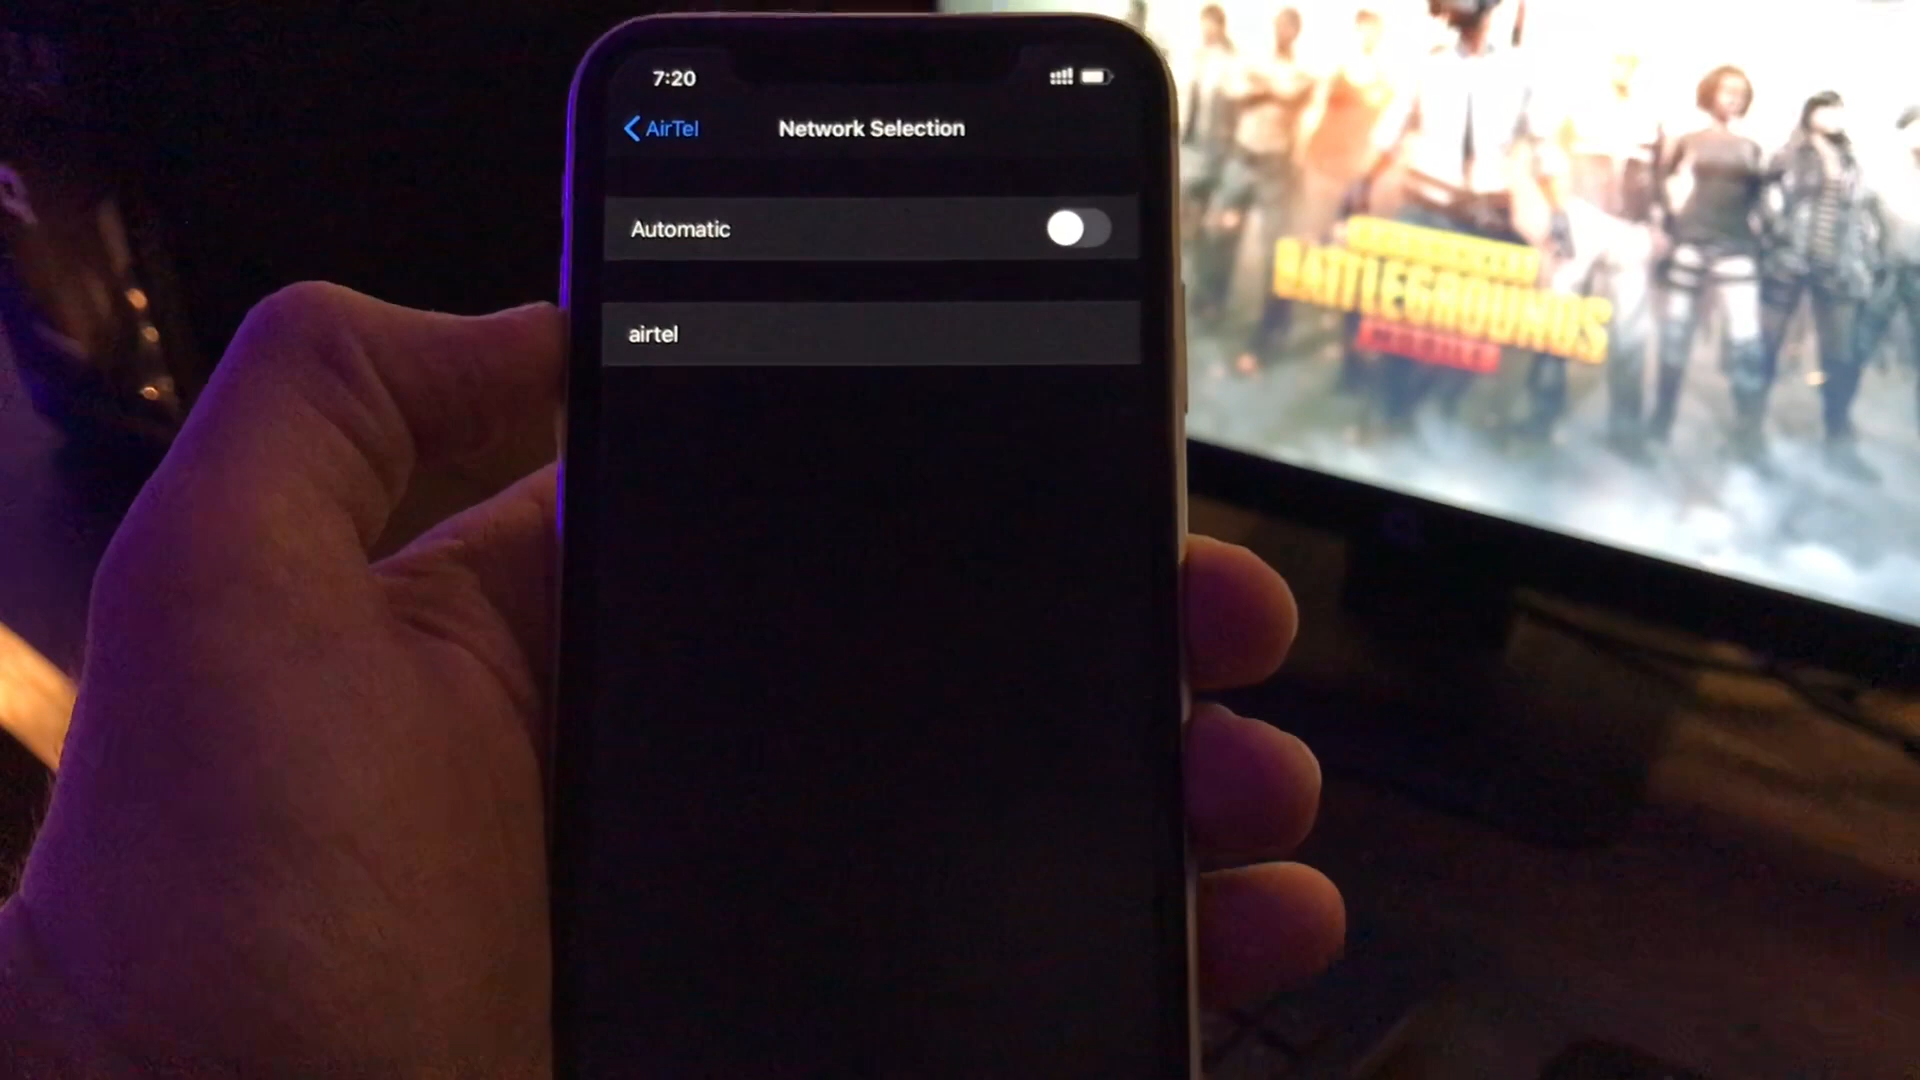 7:20
AirTel
Network Selection
Automatic
airtel
BATTLEGROUNDS